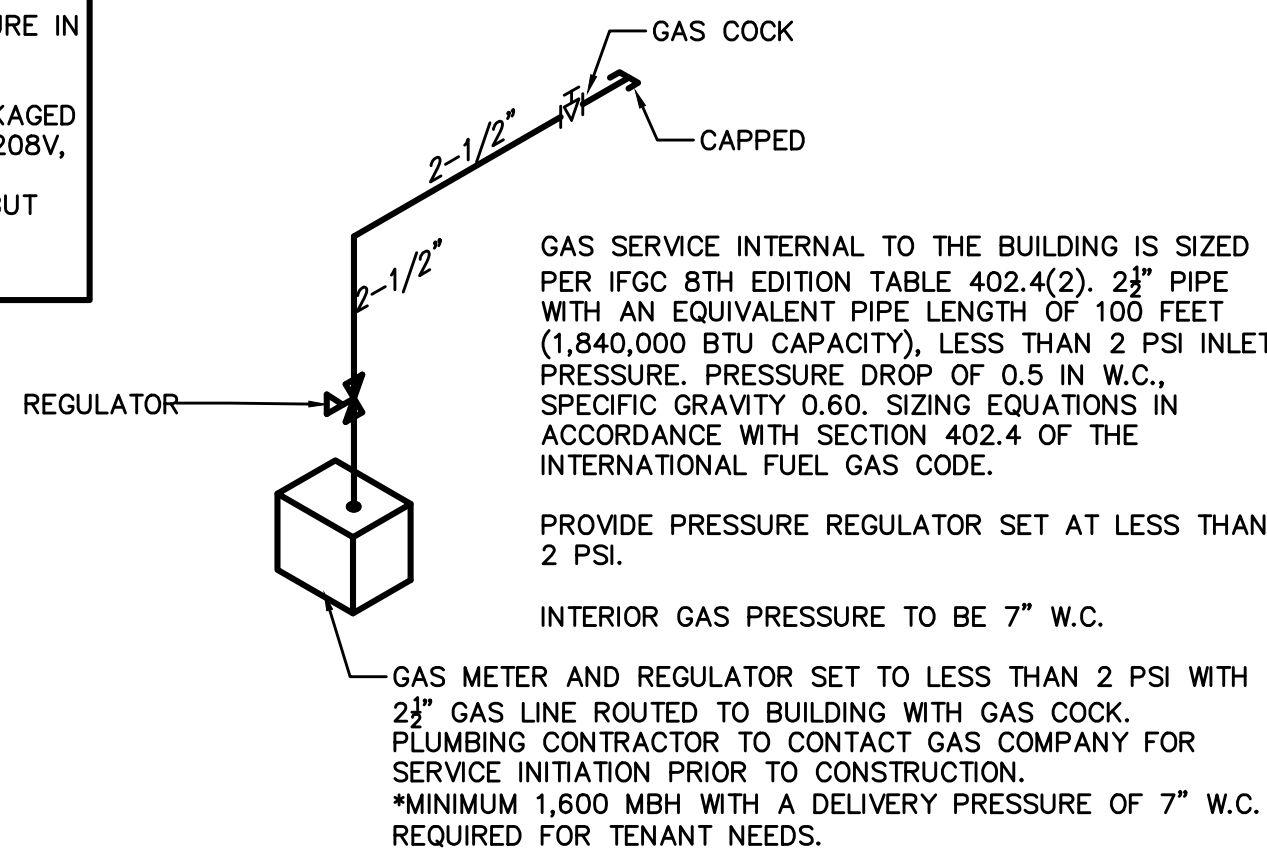 URE IN
KAGED
208V,
BUT
GAS COCK
CAPPED
2-1/2"
2-1/2"
REGULATOR
GAS SERVICE INTERNAL TO THE BUILDING IS SIZED
PER IFGC 8TH EDITION TABLE 402.4(2). 2½" PIPE
WITH AN EQUIVALENT PIPE LENGTH OF 100 FEET
(1,840,000 BTU CAPACITY), LESS THAN 2 PSI INLET
PRESSURE. PRESSURE DROP OF 0.5 IN W.C.,
SPECIFIC GRAVITY 0.60. SIZING EQUATIONS IN
ACCORDANCE WITH SECTION 402.4 OF THE
INTERNATIONAL FUEL GAS CODE.
PROVIDE PRESSURE REGULATOR SET AT LESS THAN
2 PSI.
INTERIOR GAS PRESSURE TO BE 7" W.C.
GAS METER AND REGULATOR SET TO LESS THAN 2 PSI WITH
2½" GAS LINE ROUTED TO BUILDING WITH GAS COCK.
PLUMBING CONTRACTOR TO CONTACT GAS COMPANY FOR
SERVICE INITIATION PRIOR TO CONSTRUCTION.
*MINIMUM 1,600 MBH WITH A DELIVERY PRESSURE OF 7" W.C.
REQUIRED FOR TENANT NEEDS.